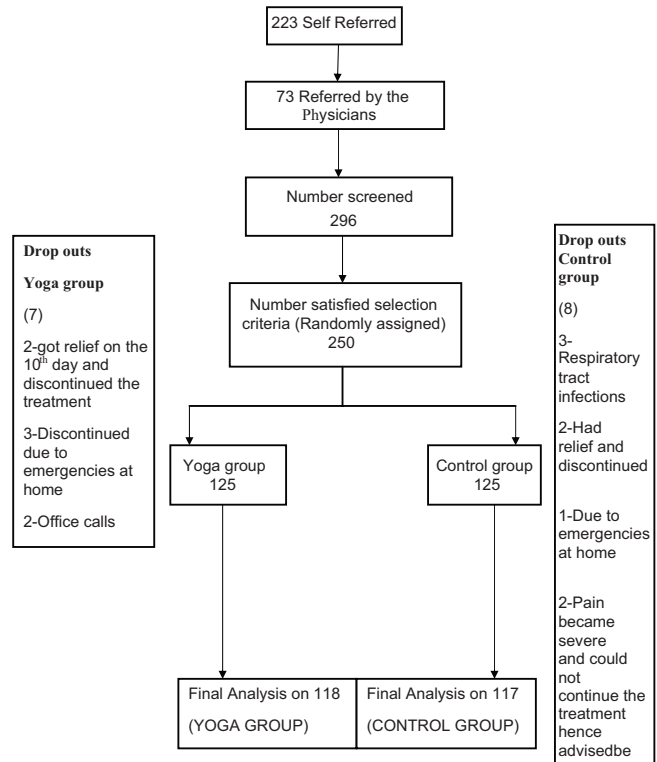 223 Self Referred
73 Referred by the
Physicians
Number screened
296
Number satisfied selection
criteria (Randomly assigned)
250
Drop outs
Yoga group
(7)
2-got relief on the
10th day and
discontinued the
treatment
3-Discontinued
due to
emergencies at
home
2-Office calls
Yoga group
125
Control group
125
Drop outs
Control
group
(8)
3-
Respiratory
tract
infections
2-Had
relief and
discontinued
1-Due to
emergencies
at home
2-Pain
became
severe
and could
not
continue the
treatment
hence
advisedbe
Final Analysis on 118
(YOGA GROUP)
Final Analysis on 117
(CONTROL GROUP)